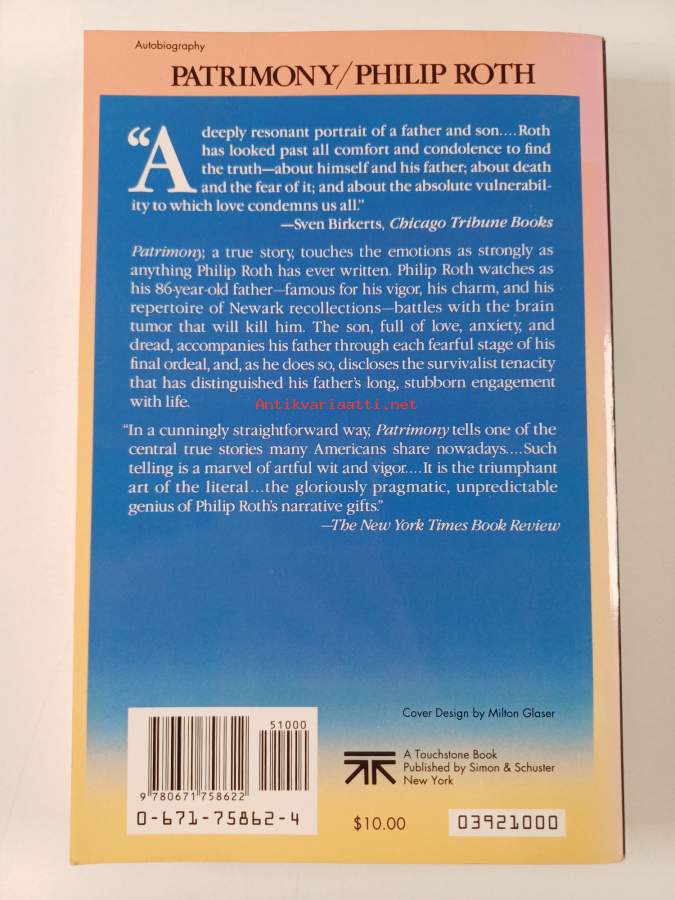 Autobiography
PATRIMONY/PHILIP ROTH
“A deeply resonant portrait of a father and son....Roth
has looked past all comfort and condolence to find
the truth—about himself and his father; about death
and the fear of it; and about the absolute vulnerabil-
ity to which love condemns us all.”
—Sven Birkerts, Chicago Tribune Books
Patrimony, a true story, touches the emotions as strongly as
anything Philip Roth has ever written. Philip Roth watches as
his 86-year-old father—famous for his vigor, his charm, and his
repertoire of Newark recollections—battles with the brain
tumor that will kill him. The son, full of love, anxiety, and
dread, accompanies his father through each fearful stage of his
final ordeal, and, as he does so, discloses the survivalist tenacity
that has distinguished his father's long, stubborn engagement
with life.
Antikvariaatti.net
“In a cunningly straightforward way, Patrimony tells one of the
central true stories many Americans share nowadays....Such
telling is a marvel of artful wit and vigor....It is the triumphant
art of the literal...the gloriously pragmatic, unpredictable
genius of Philip Roth's narrative gifts.”
—The New York Times Book Review
Cover Design by Milton Glaser
51000
9 780671 758622
0-671-75862-4
A Touchstone Book
Published by Simon & Schuster
New York
$10.00
03921000